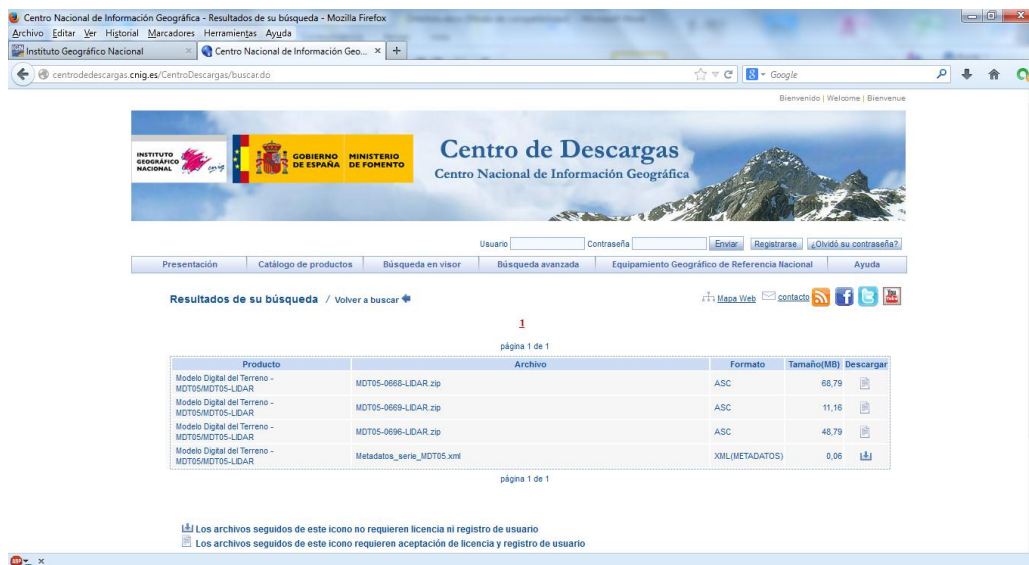 Centro Nacional de Información Geográfica - Resultados de su búsqueda - Mozilla Firefox
Archivo Editar Ver Historial Marcadores Herramientas Ayuda
Instituto Geográfico Nacional × Centro Nacional de Información Geo... × +
centrodedescargas.cnig.es/CentroDescargas/buscar.do Google
Bienvenido | Welcome | Bienvenue
INSTITUTO GEOGRÁFICO NACIONAL cnig GOBIERNO DE ESPAÑA MINISTERIO DE FOMENTO
Centro de Descargas
Centro Nacional de Información Geográfica
Usuario Contraseña Enviar Registrarse ¿Olvidó su contraseña?
Presentación Catálogo de productos Búsqueda en visor Búsqueda avanzada Equipamiento Geográfico de Referencia Nacional Ayuda
Resultados de su búsqueda / Volver a buscar Mapa Web contacto You Tube
1
página 1 de 1
Producto Archivo Formato Tamaño(MB) Descargar
Modelo Digital del Terreno - MDT05/MDT05-LIDAR MDT05-0668-LIDAR.zip ASC 68,79
Modelo Digital del Terreno - MDT05/MDT05-LIDAR MDT05-0669-LIDAR.zip ASC 11,16
Modelo Digital del Terreno - MDT05/MDT05-LIDAR MDT05-0696-LIDAR.zip ASC 48,79
Modelo Digital del Terreno - MDT05/MDT05-LIDAR Metadatos_serie_MDT05.xml XML(METADATOS) 0,06
página 1 de 1
Los archivos seguidos de este icono no requieren licencia ni registro de usuario
Los archivos seguidos de este icono requieren aceptación de licencia y registro de usuario
ABP ×